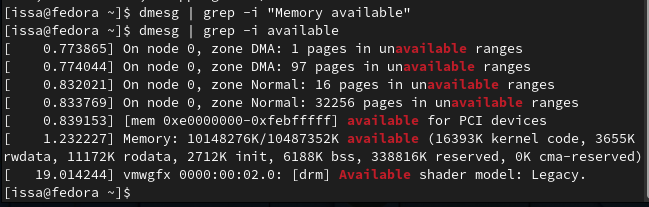 [issa@fedora ~]$ dmesg | grep -i "Memory available"
[issa@fedora ~]$ dmesg | grep -i available
[    0.773865] On node 0, zone DMA: 1 pages in unavailable ranges
[    0.774044] On node 0, zone DMA: 97 pages in unavailable ranges
[    0.832021] On node 0, zone Normal: 16 pages in unavailable ranges
[    0.833769] On node 0, zone Normal: 32256 pages in unavailable ranges
[    0.839153] [mem 0xe0000000-0xfebfffff] available for PCI devices
[    1.232227] Memory: 10148276K/10487352K available (16393K kernel code, 3655K
rwdata, 11172K rodata, 2712K init, 6188K bss, 338816K reserved, 0K cma-reserved)
[   19.014244] vmwgfx 0000:00:02.0: [drm] Available shader model: Legacy.
[issa@fedora ~]$